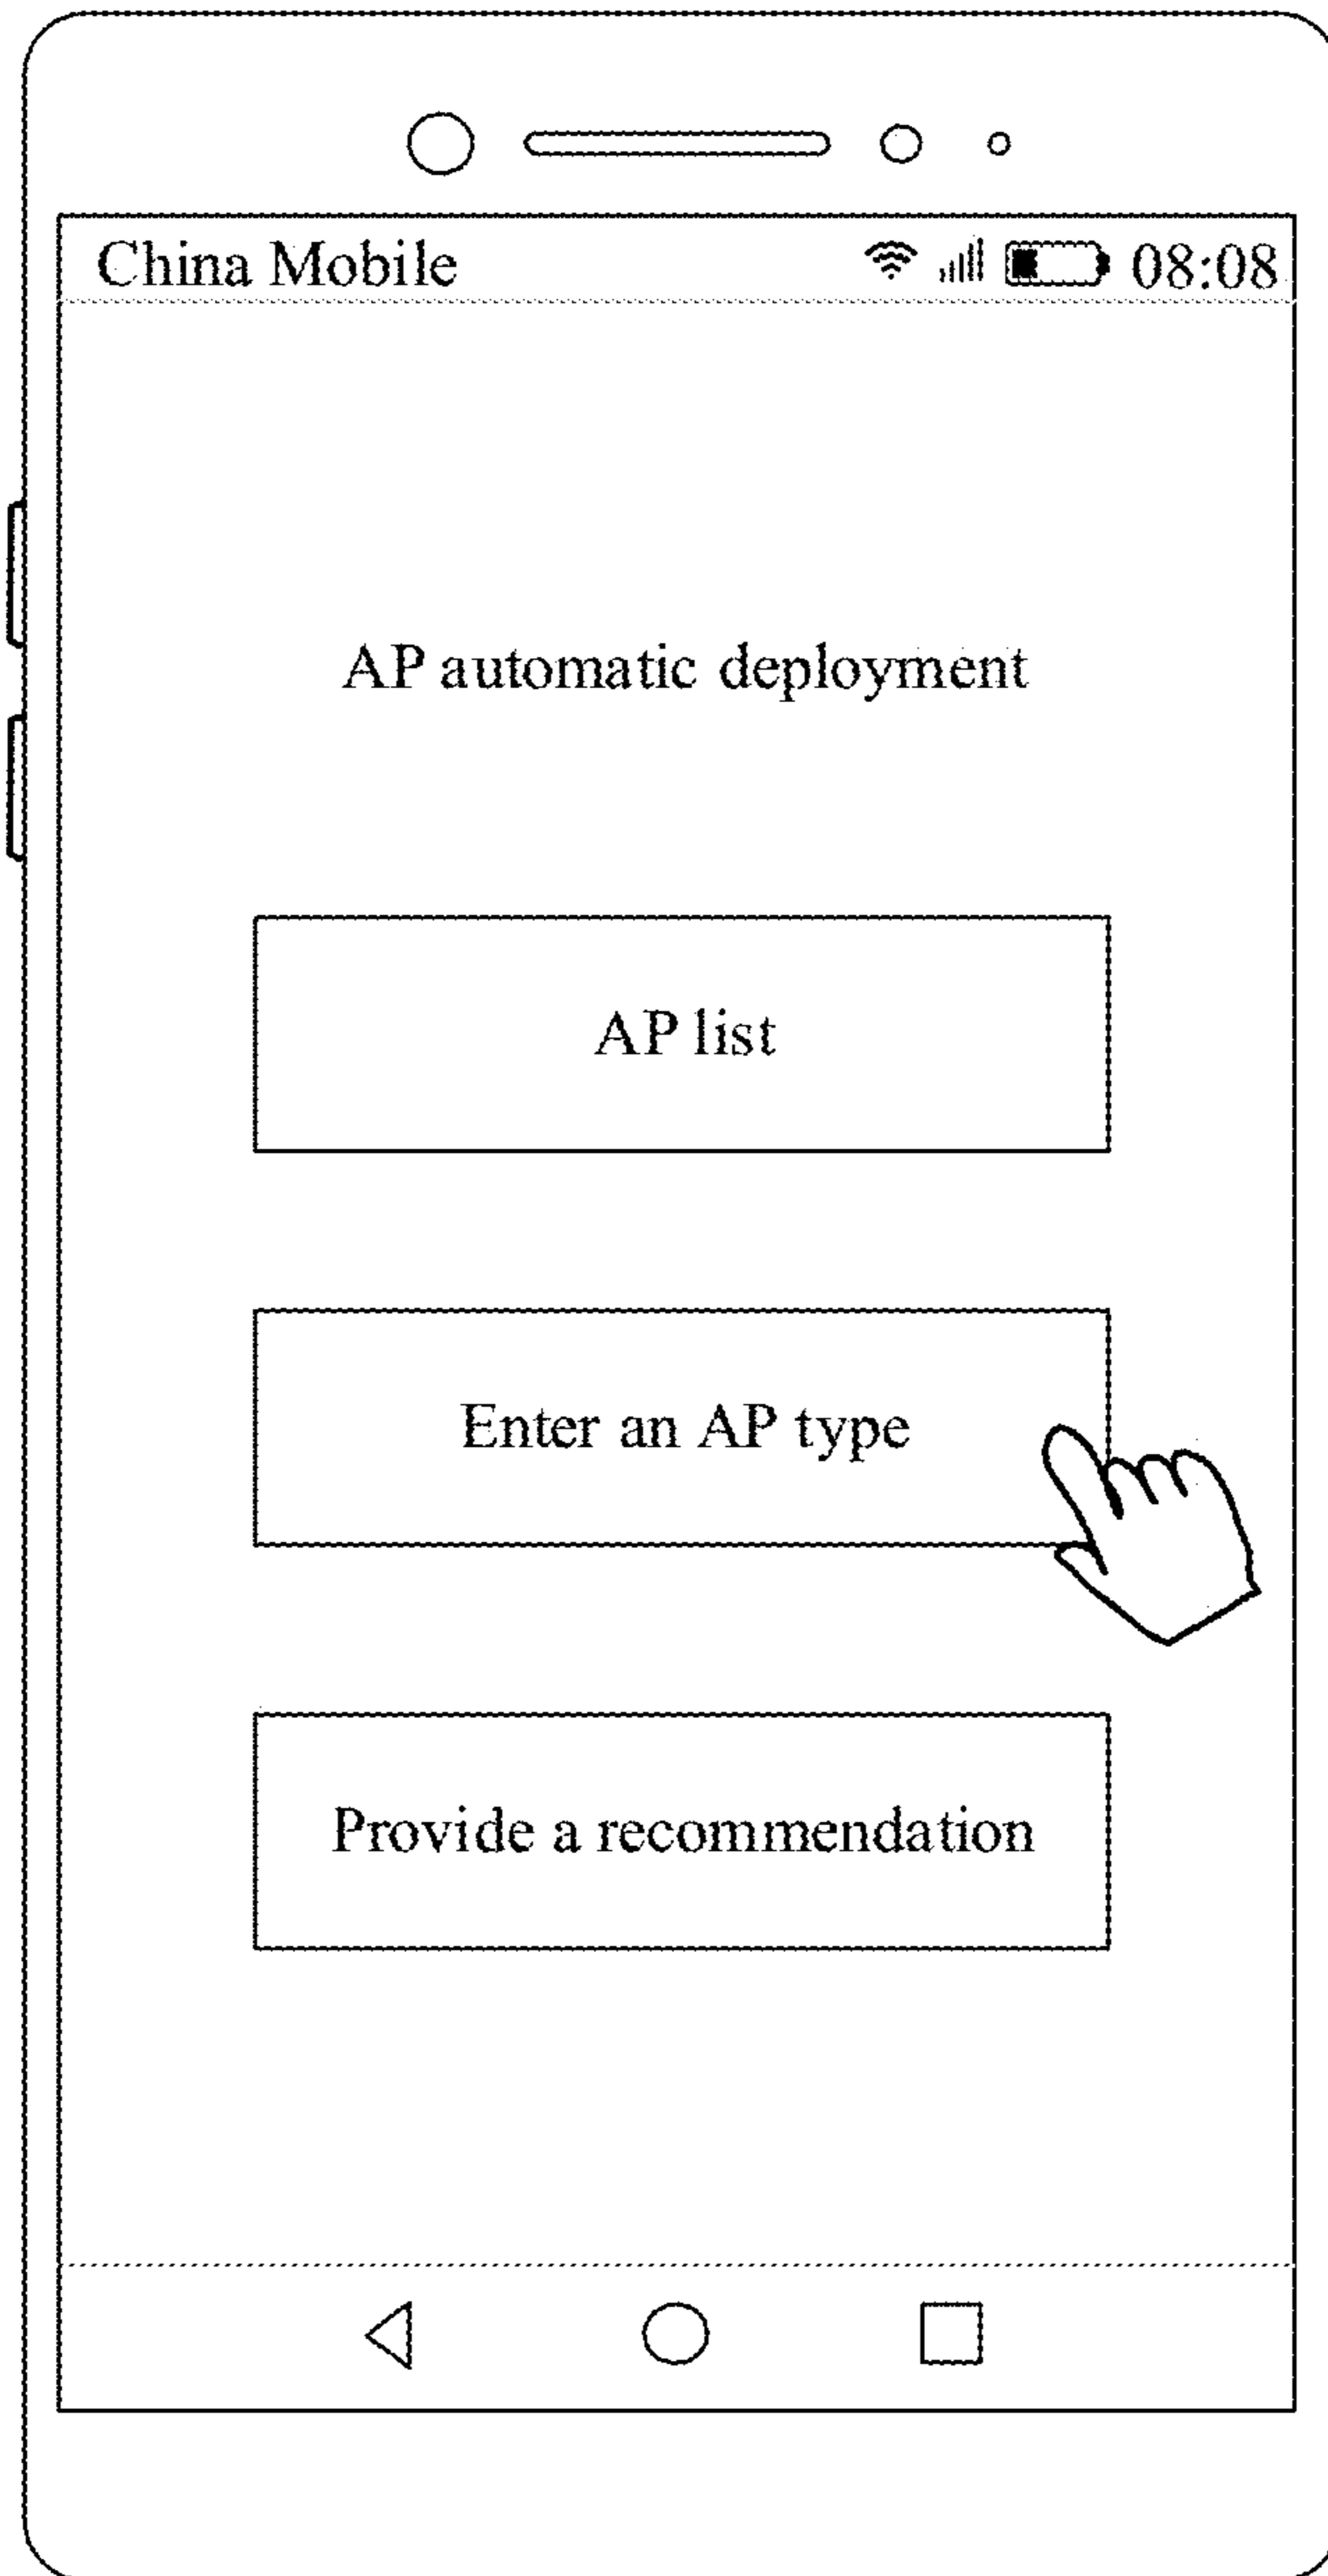 China Mobile 08:08
AP automatic deployment
AP list
Enter an AP type
Provide a recommendation